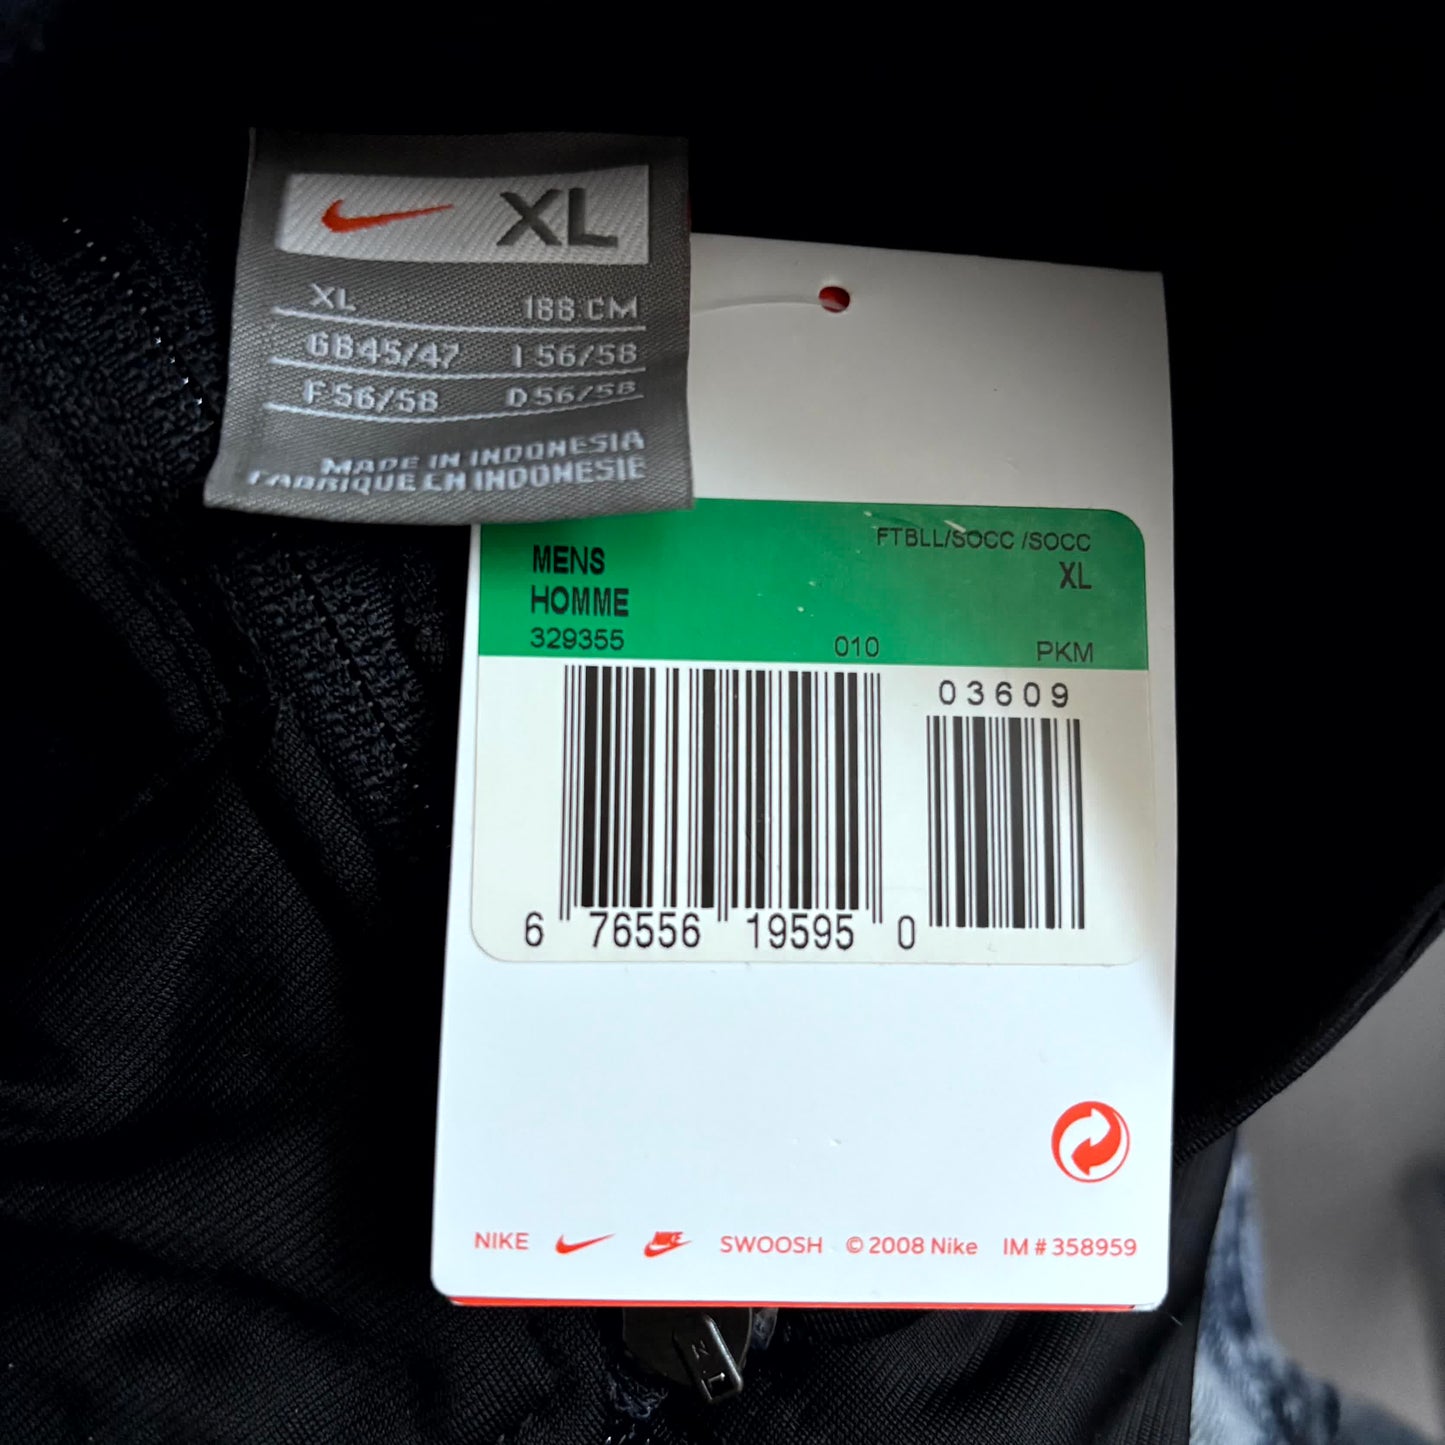 XL
XL 188 CM
GB45/47 I 56/58
F 56/58 D 56/58
MADE IN INDONESIA
FABRIQUE EN INDONESIE
FTBLL/SOCC /SOCC
MENS XL
HOMME
329355 010 PKM
03609
6 76556 19595 0
NIKE NIKE SWOOSH © 2008 Nike IM # 358959